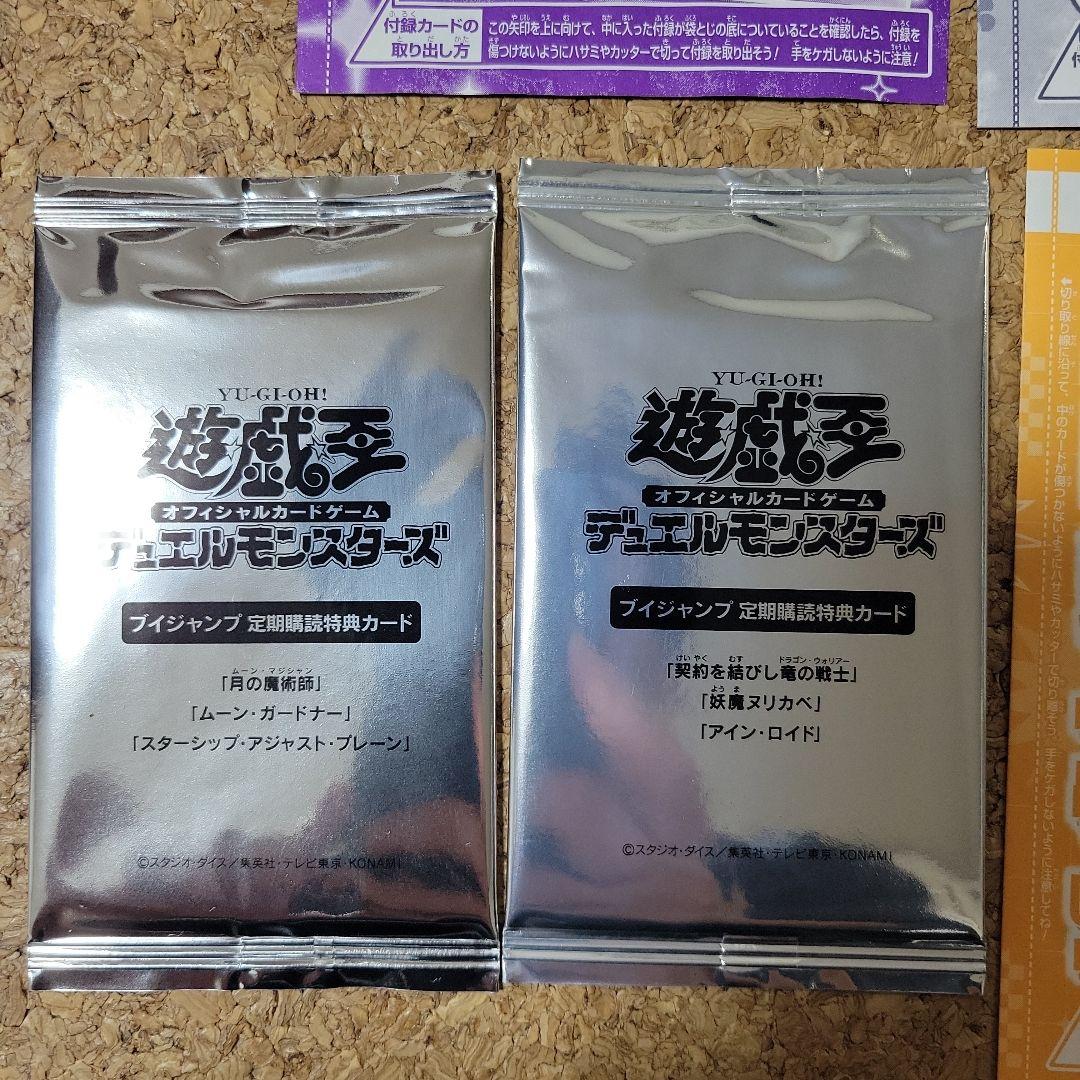 付録カードの
取り出し方
この矢印を上に向けて、中に入った付録が袋とじの底についていることを確認したら、付録を
傷つけないようにハサミやカッターで切って付録を取り出そう! 手をケガしないように注意!
YU-GI-OH!
遊戯王
オフィシャルカードゲーム
デュエルモンスターズ
ブイジャンプ 定期購読特典カード
ムーン・マジシャン
「月の魔術師」
「ムーン・ガードナー」
「スターシップ・アジャスト・プレーン」
©スタジオ・ダイス/集英社・テレビ東京・KONAMI
YU-GI-OH!
遊戯王
オフィシャルカードゲーム
デュエルモンスターズ
ブイジャンプ 定期購読特典カード
けいやく むす ドラゴン・ウォリアー
「契約を結びし竜の戦士」
ようま
「妖魔ヌリカベ」
「アイン・ロイド」
©スタジオ・ダイス/集英社・テレビ東京・KONAMI
付
⬆切り取り線に沿って、中のカードが傷つかないようにハサミやカッターで切り離そう。手をケガしないように注意してね!